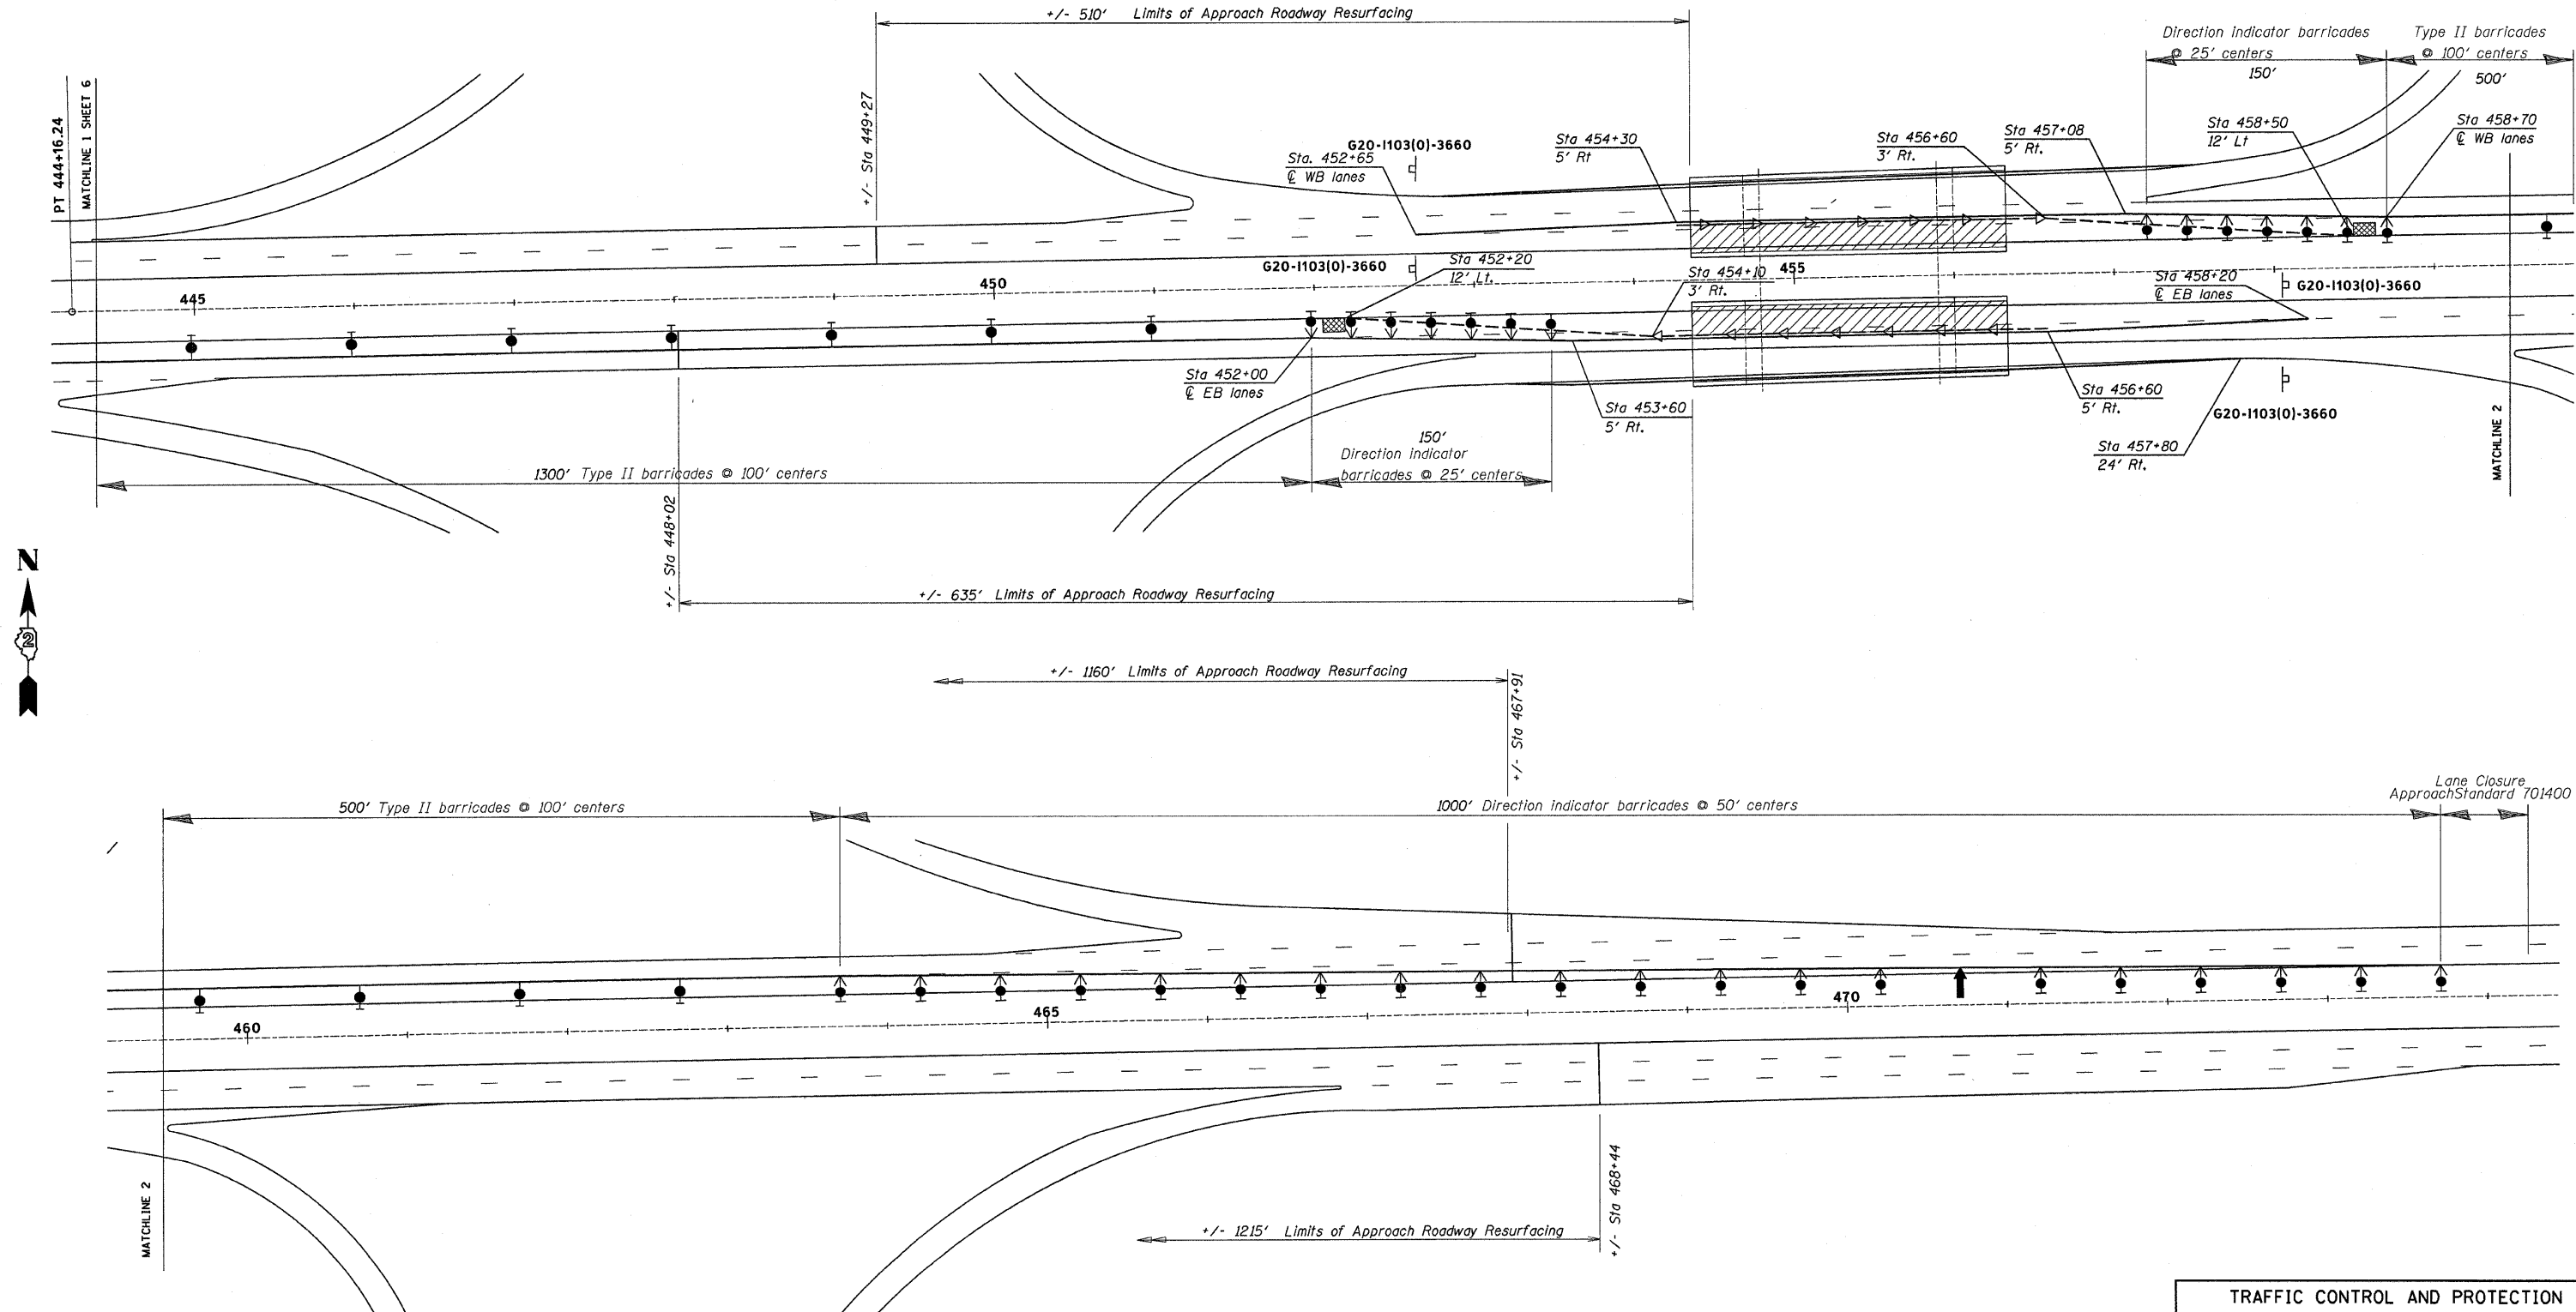 +/- 510' Limits of Approach Roadway Resurfacing
Direction indicator barricades
@ 25' centers
150'
Type II barricades
@ 100' centers
500'
PT 444+16.24
MATCHLINE 1 SHEET 6
+/- Sta 449+27
G20-I103(0)-3660
Sta. 452+65
℄ WB lanes
Sta 454+30
5' Rt
Sta 456+60
3' Rt.
Sta 457+08
5' Rt.
Sta 458+50
12' Lt
Sta 458+70
℄ WB lanes
G20-I103(0)-3660
Sta 452+20
12' Lt.
Sta 454+10
3' Rt.
455
Sta 458+20
℄ EB lanes
G20-I103(0)-3660
445
450
Sta 452+00
℄ EB lanes
Sta 453+60
5' Rt.
Sta 456+60
5' Rt.
G20-I103(0)-3660
Sta 457+80
24' Rt.
MATCHLINE 2
1300' Type II barricades @ 100' centers
150'
Direction indicator
barricades @ 25' centers
+/- Sta 448+02
+/- 635' Limits of Approach Roadway Resurfacing
N
2
+/- 1160' Limits of Approach Roadway Resurfacing
+/- Sta 467+91
500' Type II barricades @ 100' centers
1000' Direction indicator barricades @ 50' centers
Lane Closure
ApproachStandard 701400
460
465
470
MATCHLINE 2
+/- Sta 468+44
+/- 1215' Limits of Approach Roadway Resurfacing
TRAFFIC CONTROL AND PROTECTION